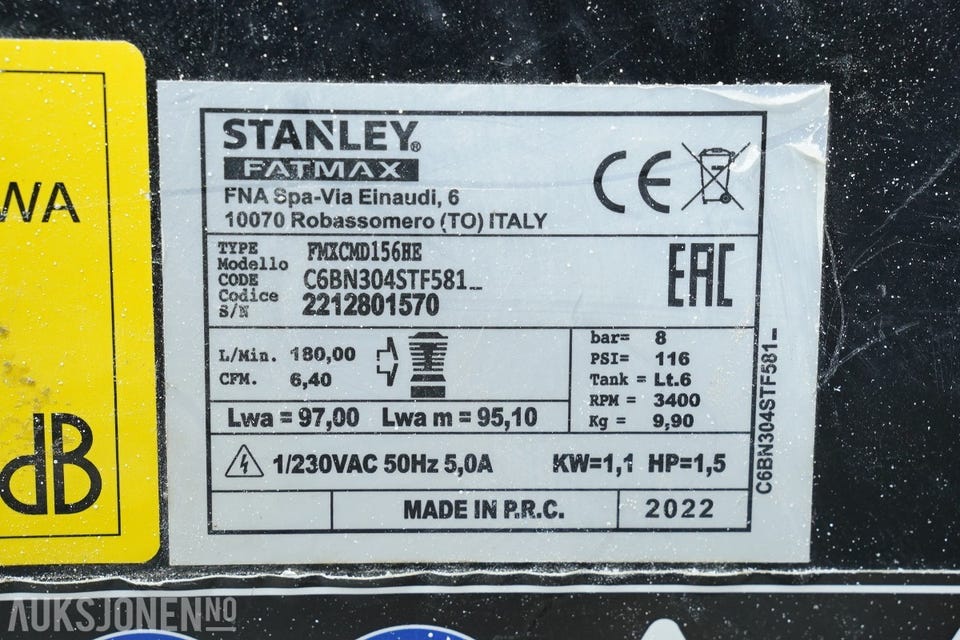 WA
dB
STANLEY®
FATMAX
FNA Spa-Via Einaudi, 6
10070 Robassomero (TO) ITALY
CE
TYPE FMXCMD156HE
Modello
CODE C6BN304STF581_
Codice
S/N 2212801570
EAC
L/Min. 180,00
CFM. 6,40
Lwa = 97,00 Lwa m = 95,10
bar= 8
PSI= 116
Tank = Lt.6
RPM = 3400
Kg = 9,90
1/230VAC 50Hz 5,0A KW=1,1 HP=1,5
MADE IN P.R.C. 2022
C6BN304STF581_
AUKSJONEN.NO